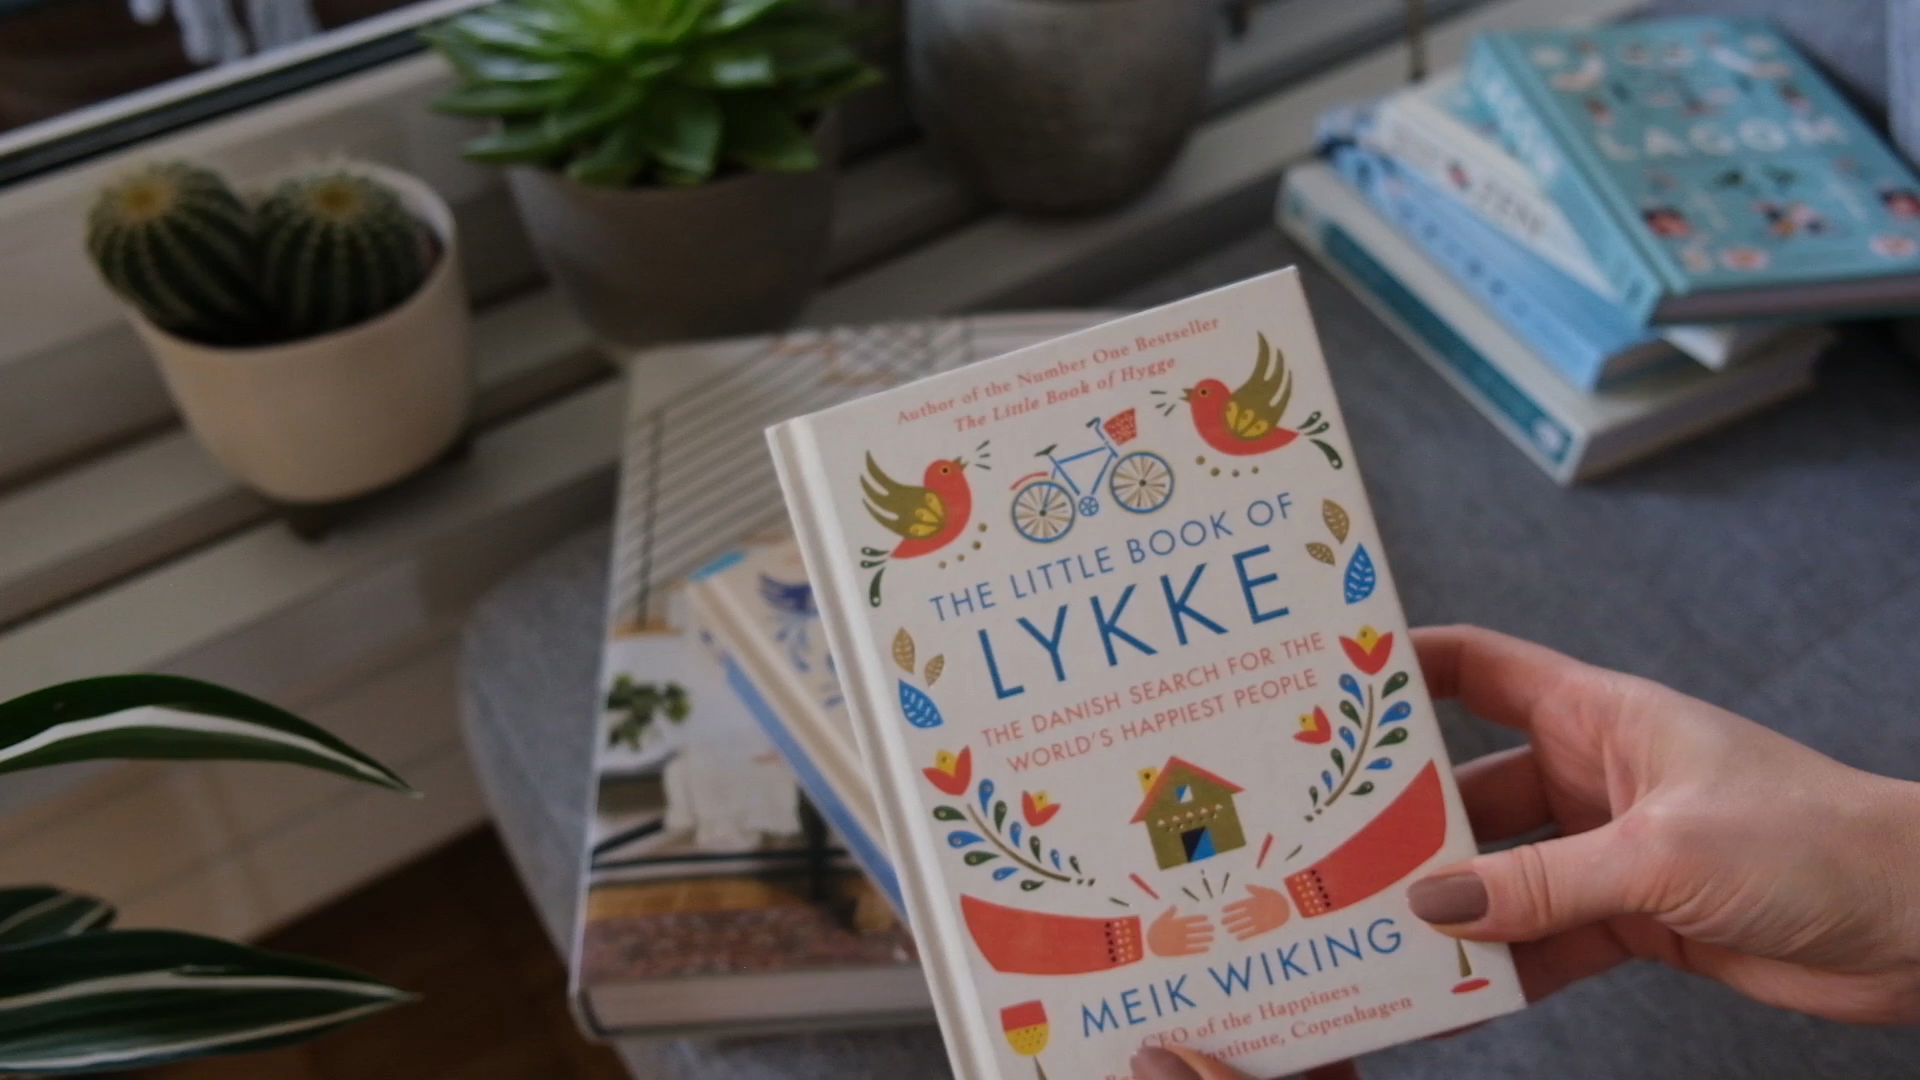 Author of the Number One Bestseller
The Little Book of Hygge
THE LITTLE BOOK OF
LYKKE
THE DANISH SEARCH FOR THE
WORLD'S HAPPIEST PEOPLE
MEIK WIKING
CEO of the Happiness
Institute, Copenhagen
LAGOM